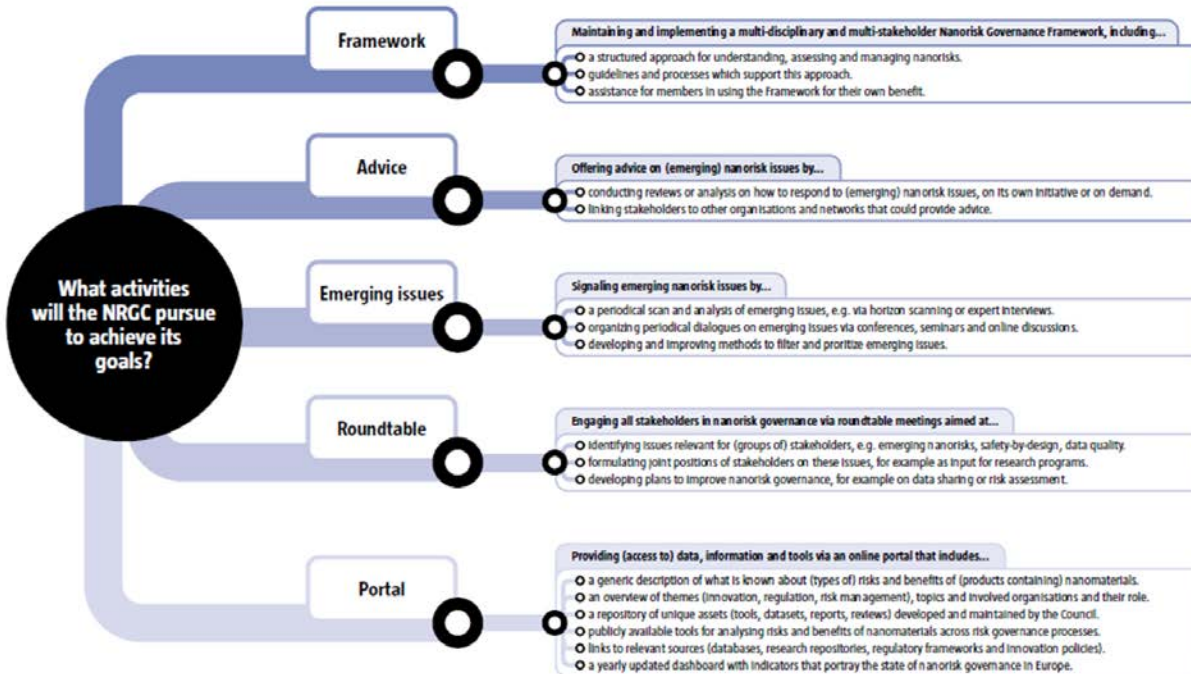 What activities
will the NRGC pursue
to achieve its
goals?
Framework
Maintaining and implementing a multi-disciplinary and multi-stakeholder Nanorisk Governance Framework, including...
a structured approach for understanding, assessing and managing nanorisks.
guidelines and processes which support this approach.
assistance for members in using the Framework for their own benefit.
Advice
Offering advice on (emerging) nanorisk issues by...
conducting reviews or analysis on how to respond to (emerging) nanorisk issues, on its own initiative or on demand.
linking stakeholders to other organisations and networks that could provide advice.
Emerging issues
Signaling emerging nanorisk issues by...
a periodical scan and analysis of emerging issues, e.g. via horizon scanning or expert interviews.
organizing periodical dialogues on emerging issues via conferences, seminars and online discussions.
developing and improving methods to filter and proritize emerging issues.
Roundtable
Engaging all stakeholders in nanorisk governance via roundtable meetings aimed at...
identifying issues relevant for (groups of) stakeholders, e.g. emerging nanorisks, safety-by-design, data quality.
formulating joint positions of stakeholders on these issues, for example as input for research programs.
developing plans to improve nanorisk governance, for example on data sharing or risk assessment.
Portal
Providing (access to) data, information and tools via an online portal that includes...
a generic description of what is known about (types of) risks and benefits of (products containing) nanomaterials.
an overview of themes (innovation, regulation, risk management), topics and involved organisations and their role.
a repository of unique assets (tools, datasets, reports, reviews) developed and maintained by the Council.
publicly available tools for analysing risks and benefits of nanomaterials across risk governance processes.
links to relevant sources (databases, research repositories, regulatory frameworks and innovation policies).
a yearly updated dashboard with indicators that portray the state of nanorisk governance in Europe.